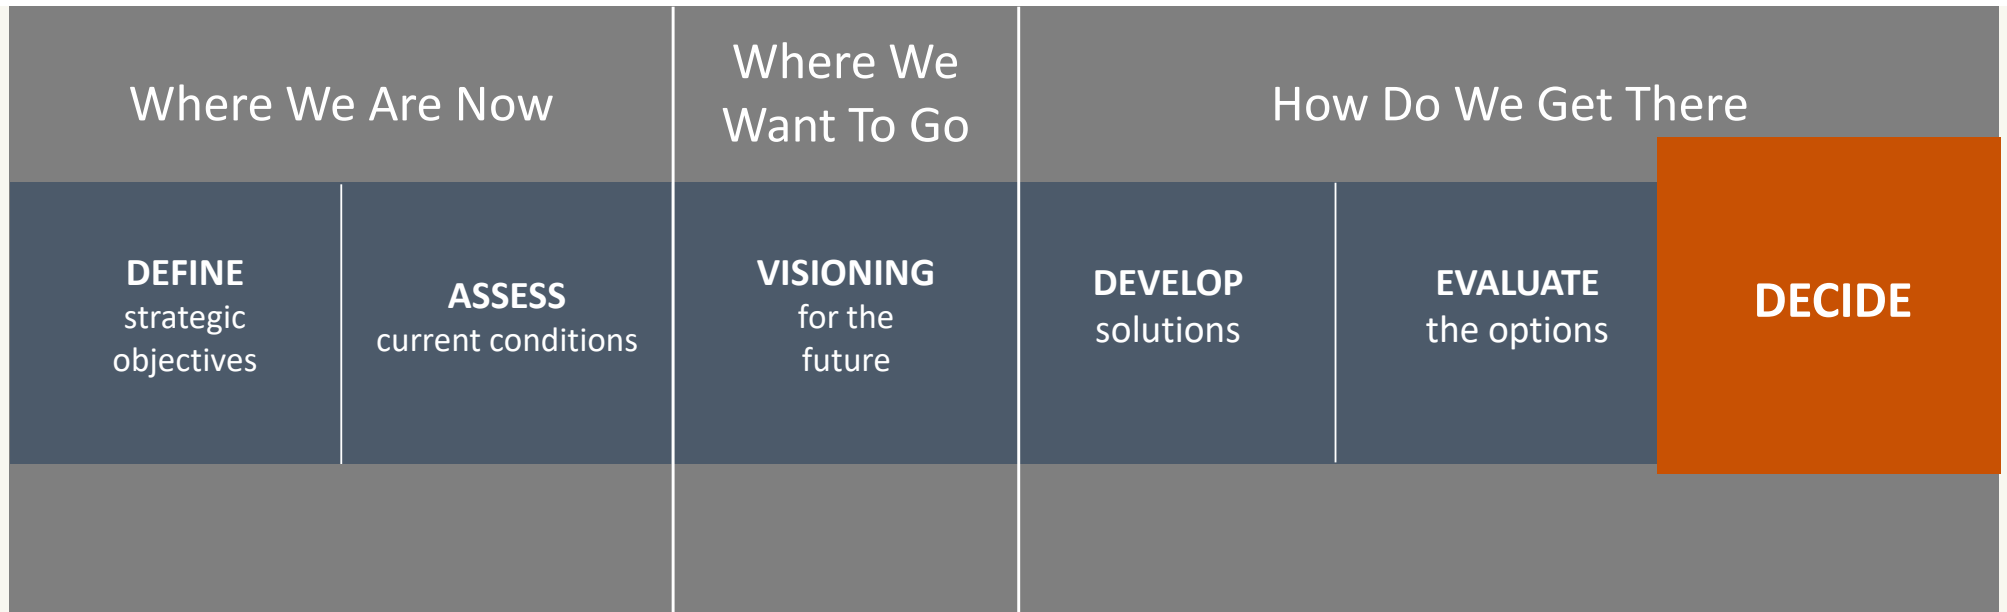 Where We Are Now
Where We
Want To Go
How Do We Get There
DEFINE
strategic
objectives
ASSESS
current conditions
VISIONING
for the
future
DEVELOP
solutions
EVALUATE
the options
DECIDE